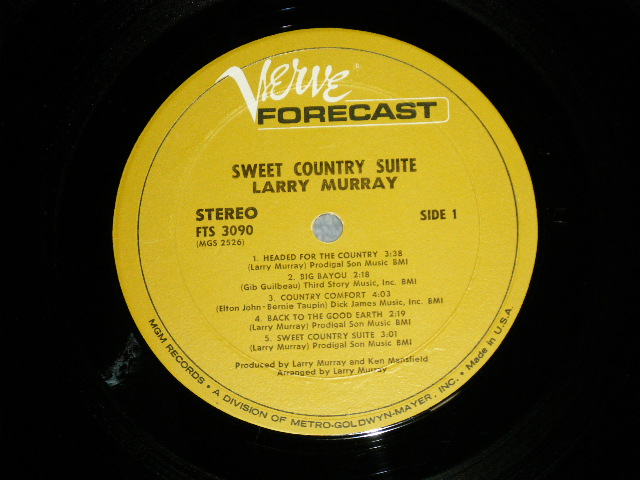 Verve
FORECAST
SWEET COUNTRY SUITE
LARRY MURRAY
STEREO
FTS 3090
(MGS 2526)
SIDE 1
1. HEADED FOR THE COUNTRY 3:38
(Larry Murray) Prodigal Son Music BMI
2. BIG BAYOU 2:18
(Gib Guilbeau) Third Story Music, Inc. BMI
3. COUNTRY COMFORT 4:03
(Elton John-Bernie Taupin) Dick James Music, Inc. BMI
4. BACK TO THE GOOD EARTH 2:19
(Larry Murray) Prodigal Son Music BMI
5. SWEET COUNTRY SUITE 3:01
(Larry Murray) Prodigal Son Music BMI
Produced by Larry Murray and Ken Mansfield
Arranged by Larry Murray
MGM RECORDS • A DIVISION OF METRO-GOLDWYN-MAYER, INC. • Made in U.S.A.